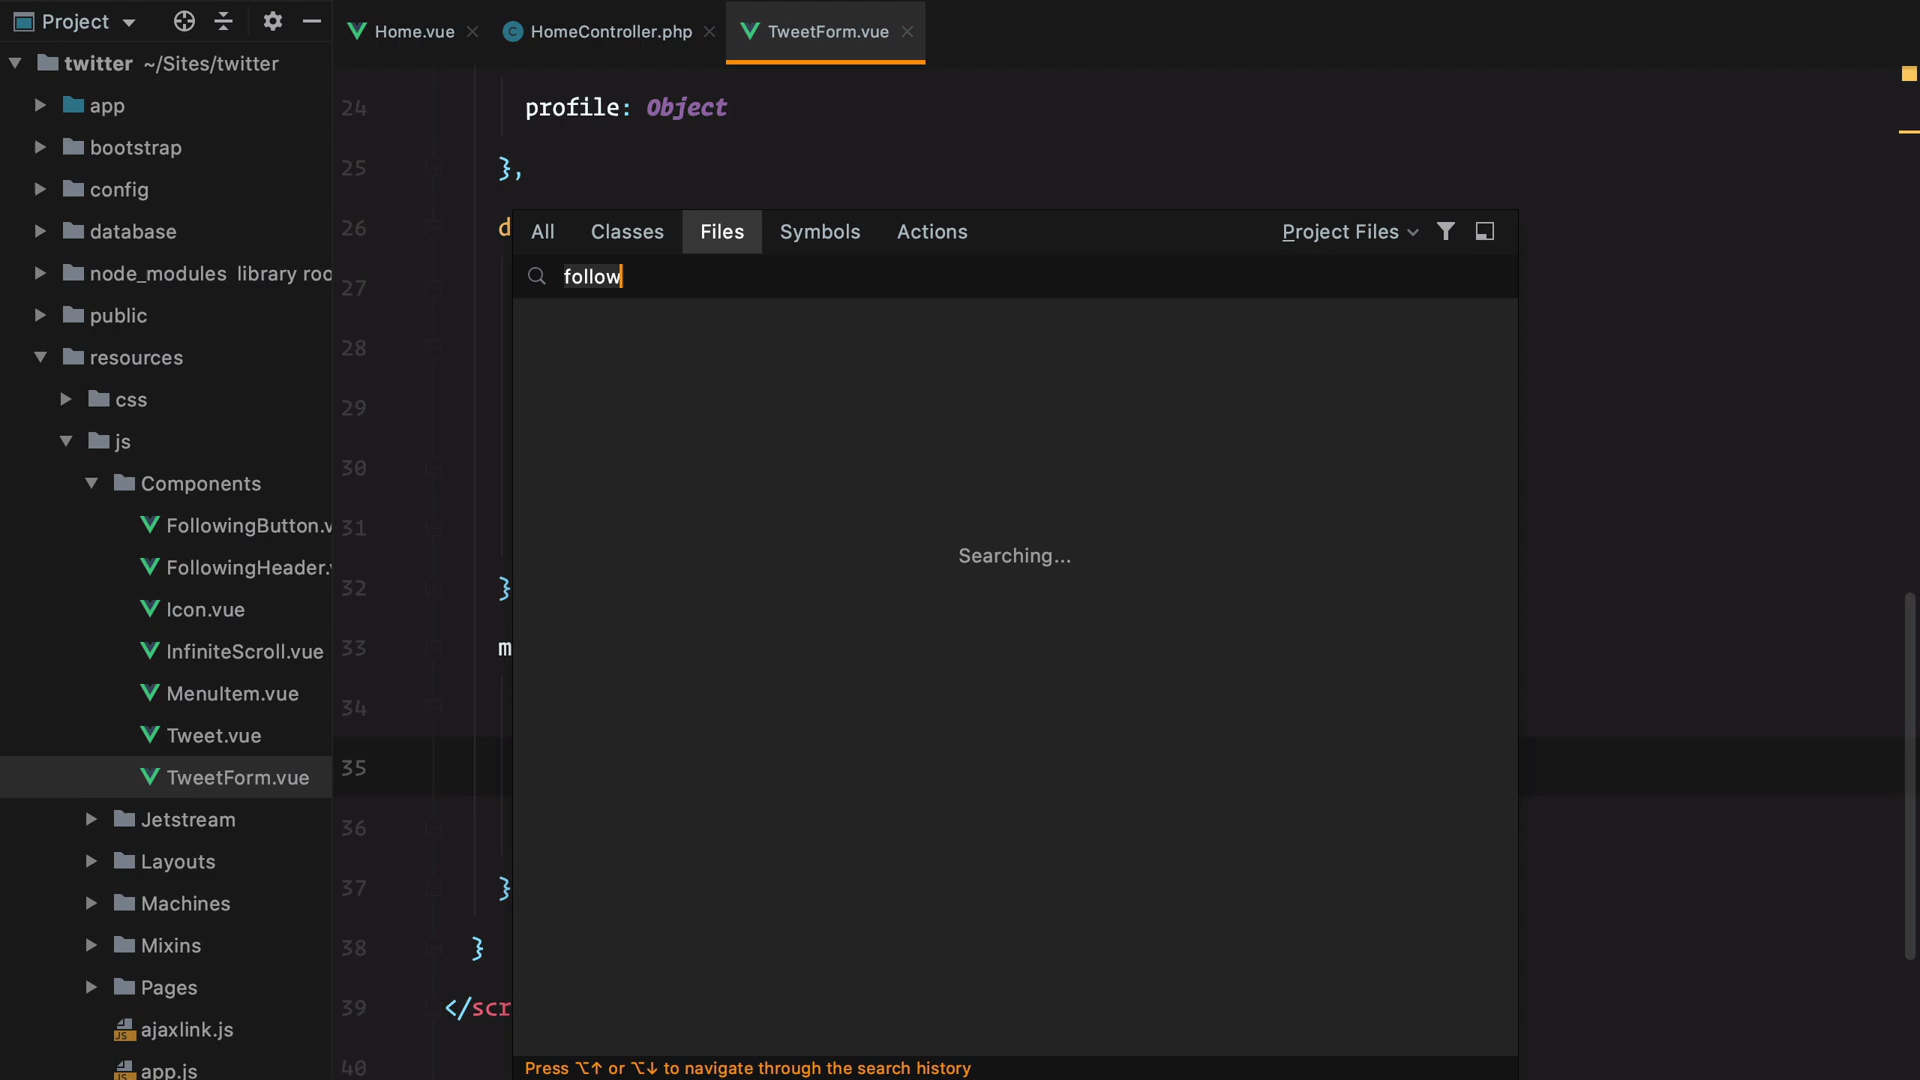 Project
Home.vue
HomeController.php
TweetForm.vue
twitter ~/Sites/twitter
app
bootstrap
config
database
node_modules library roo
public
resources
css
js
Components
FollowingButton.v
FollowingHeader.v
Icon.vue
InfiniteScroll.vue
MenuItem.vue
Tweet.vue
TweetForm.vue
Jetstream
Layouts
Machines
Mixins
Pages
ajaxlink.js
app.js
24 profile: Object
25 },
26 d
27
28
29
30
31
32 }
33 m
34
35
36
37 }
38 }
39 </scr
40
All Classes Files Symbols Actions Project Files
follow
Searching...
Press ⌥↑ or ⌥↓ to navigate through the search history